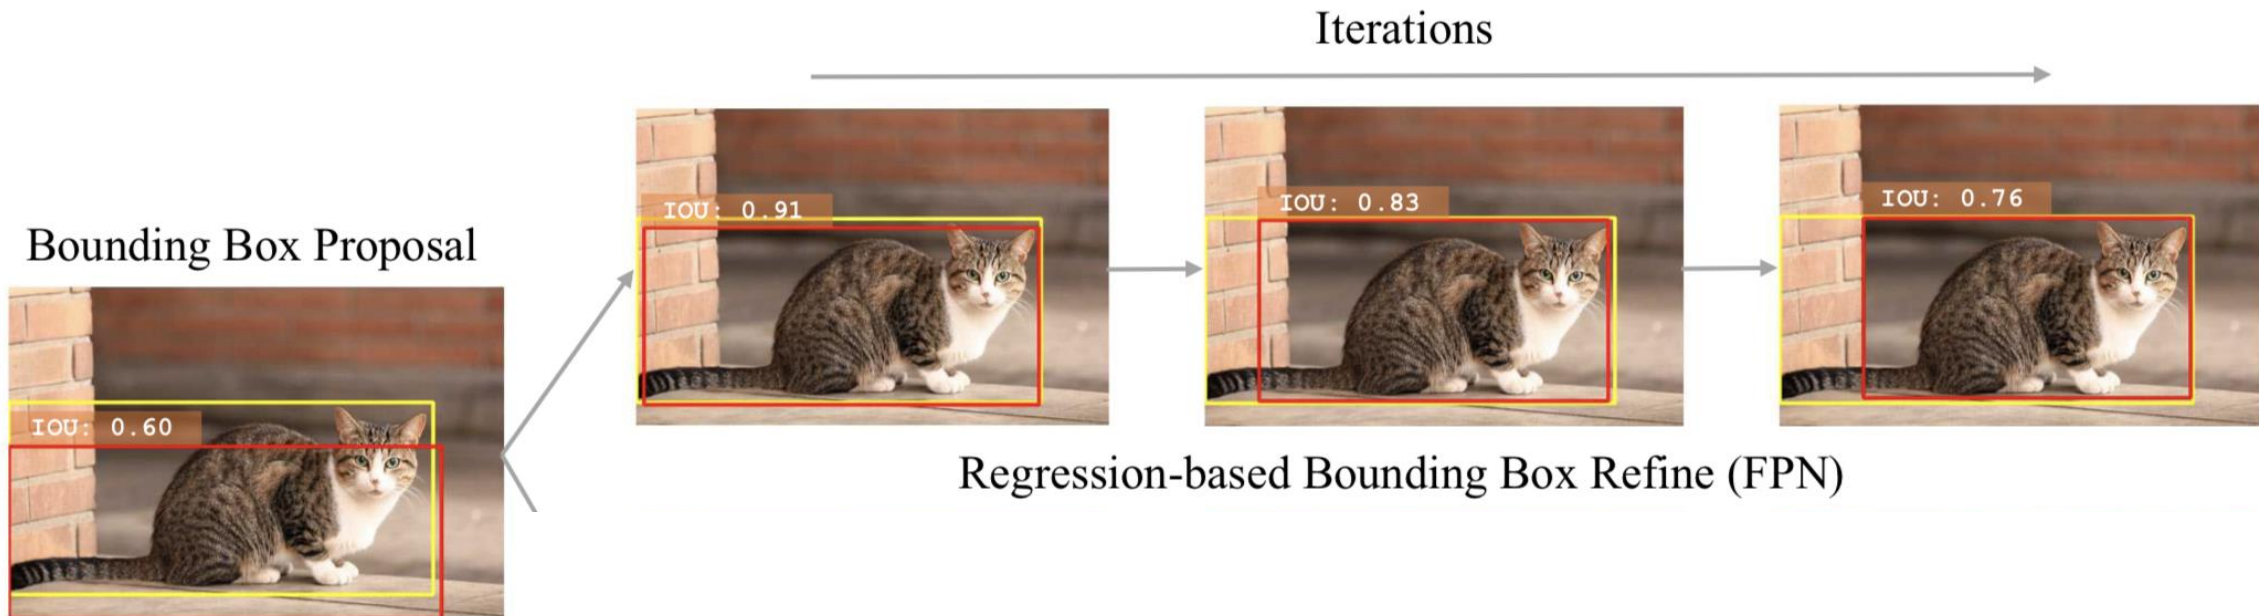 Iterations
IOU: 0.91
IOU: 0.83
IOU: 0.76
Bounding Box Proposal
IOU: 0.60
Regression-based Bounding Box Refine (FPN)